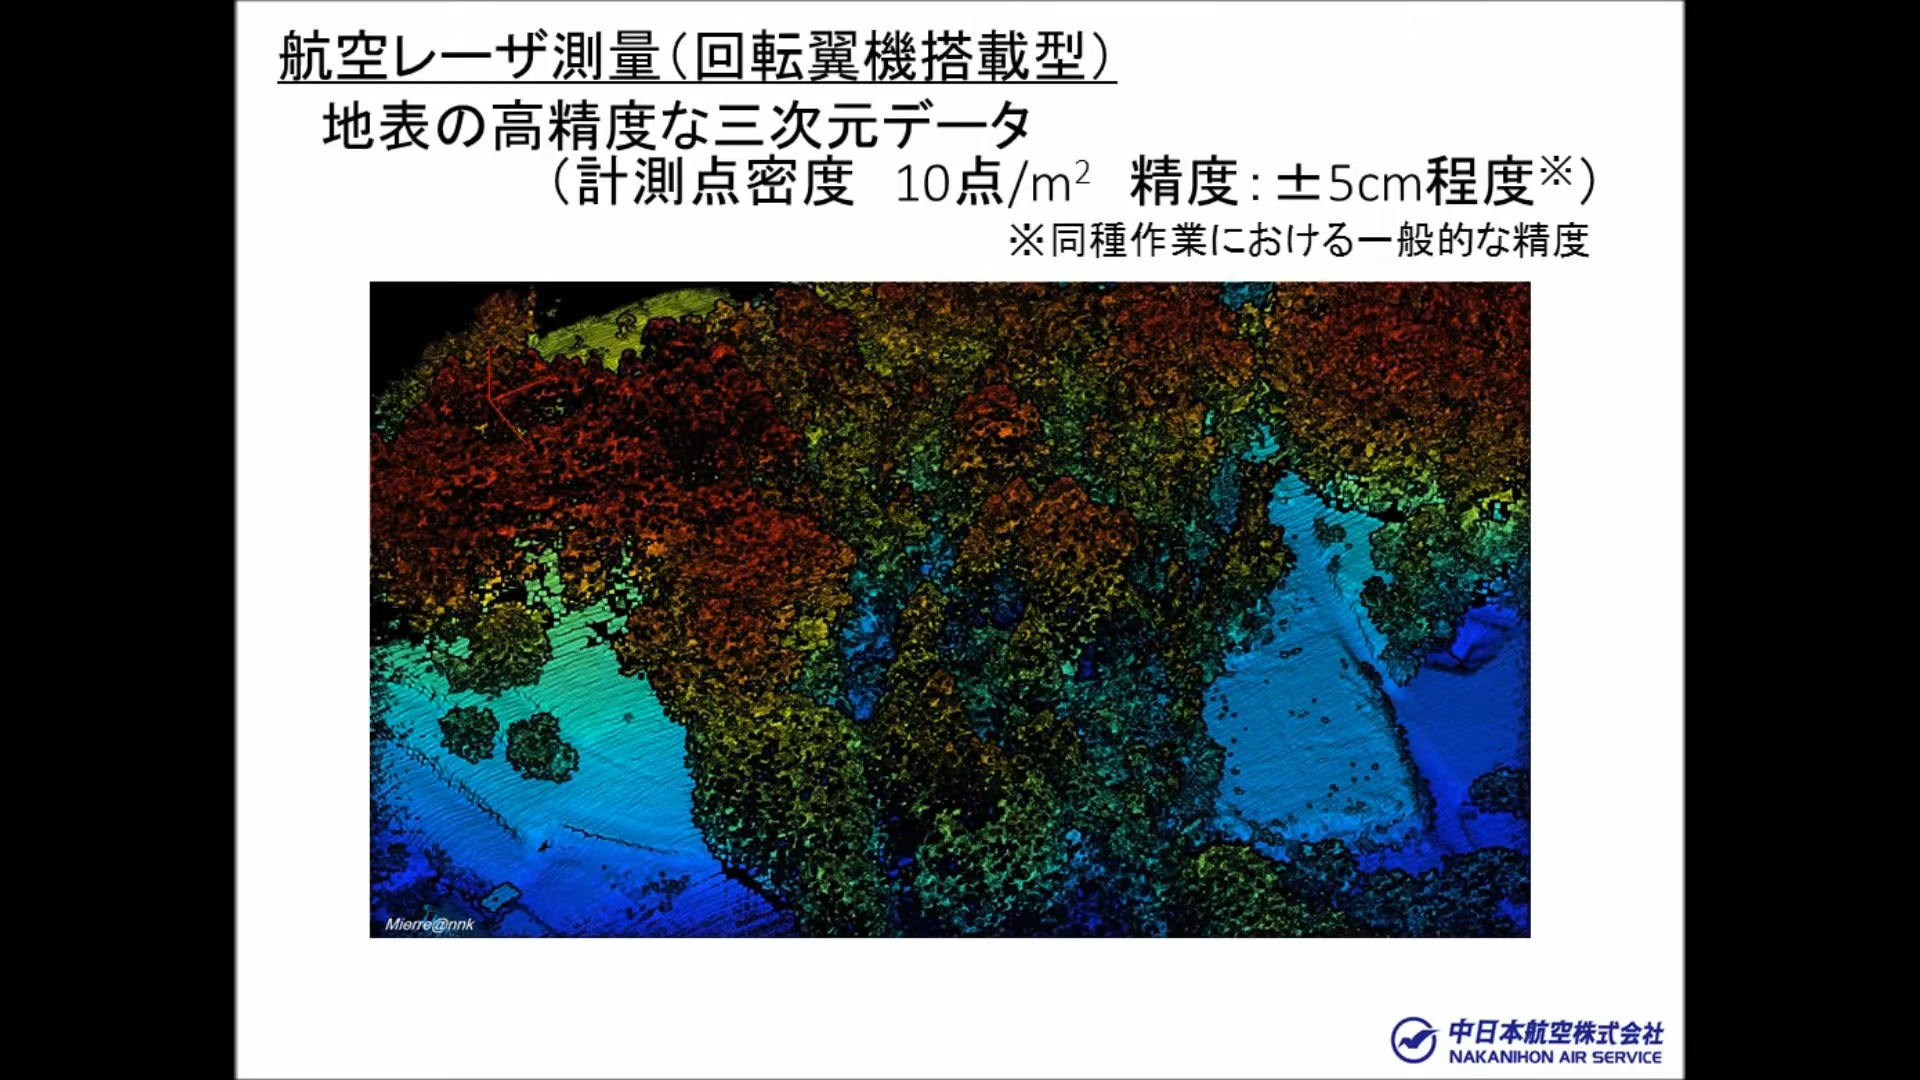 航空レーザ測量（回転翼機搭載型）
地表の高精度な三次元データ
（計測点密度　10点/m²　精度：±5cm程度※）
※同種作業における一般的な精度
Mierre@nnk
中日本航空株式会社
NAKANIHON AIR SERVICE